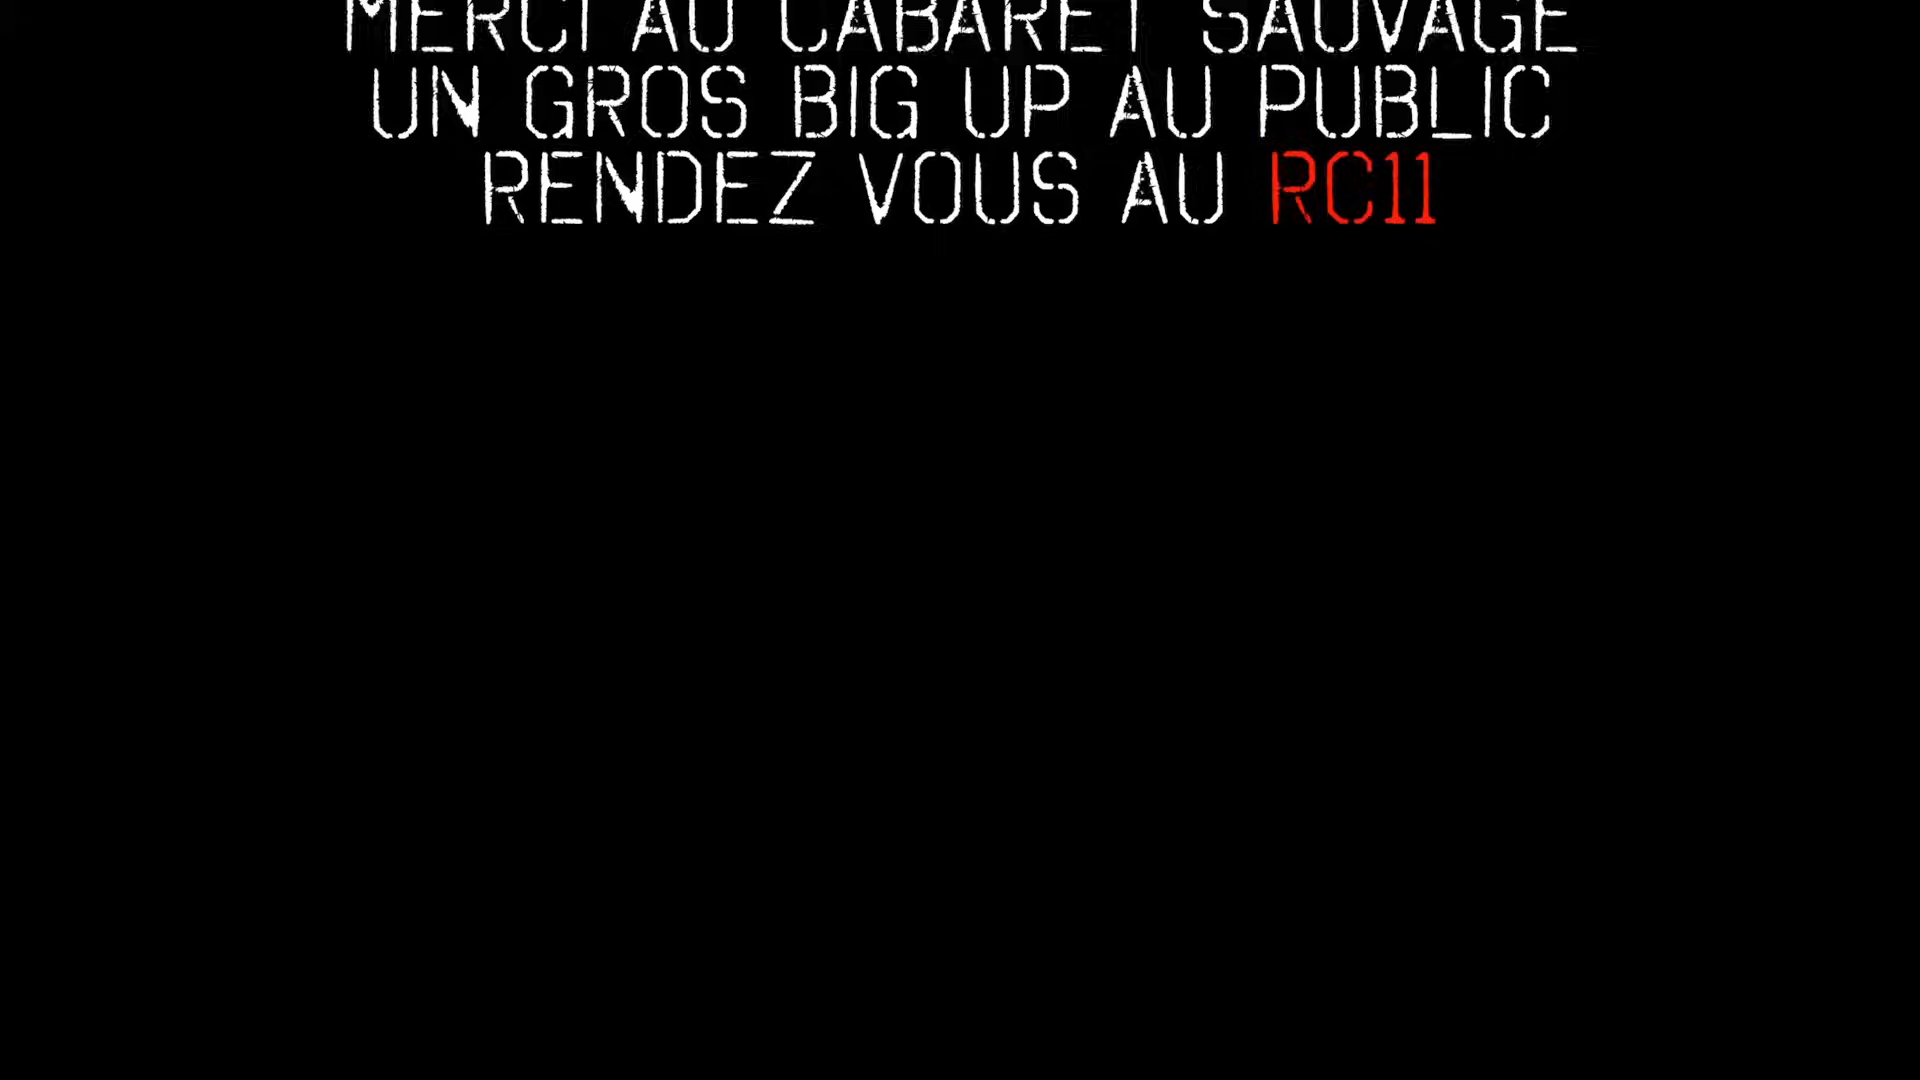 MERCI AU CABARET SAUVAGE
UN GROS BIG UP AU PUBLIC
RENDEZ VOUS AU RC11